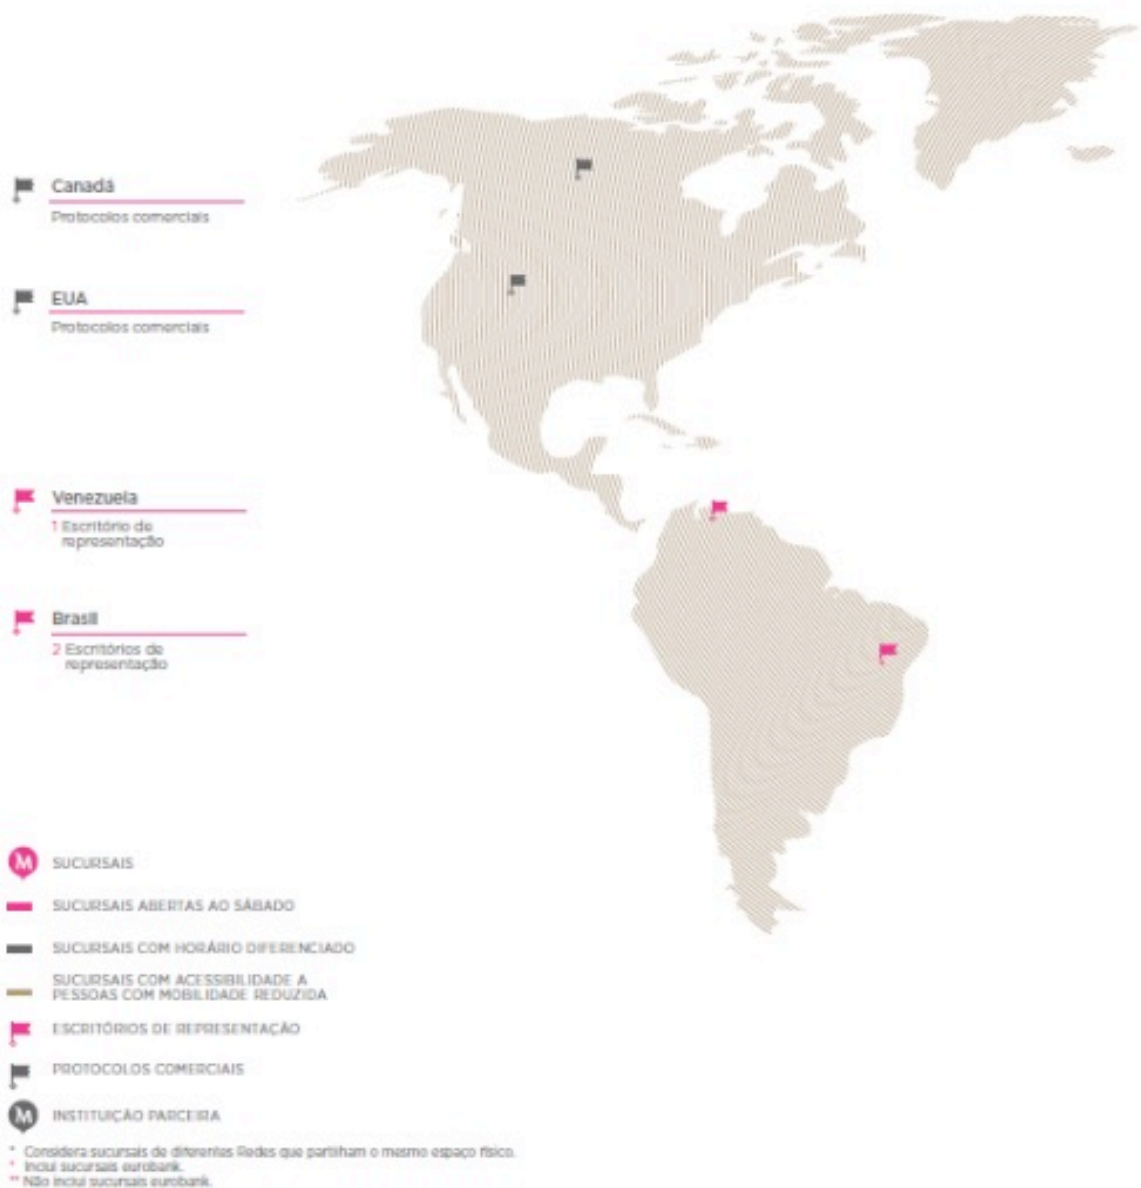 Canadá
Protocolos comerciais
EUA
Protocolos comerciais
Venezuela
1 Escritório de
representação
Brasil
2 Escritórios de
representação
M SUCURSAIS
SUCURSAIS ABERTAS AO SÁBADO
SUCURSAIS COM HORÁRIO DIFERENCIADO
SUCURSAIS COM ACESSIBILIDADE A
PESSOAS COM MOBILIDADE REDUZIDA
ESCRITÓRIOS DE REPRESENTAÇÃO
PROTOCOLOS COMERCIAIS
M INSTITUIÇÃO PARCEIRA
* Considera sucursais de diferentes Redes que partilham o mesmo espaço físico.
* Inclui sucursais eurobank.
** Não inclui sucursais eurobank.